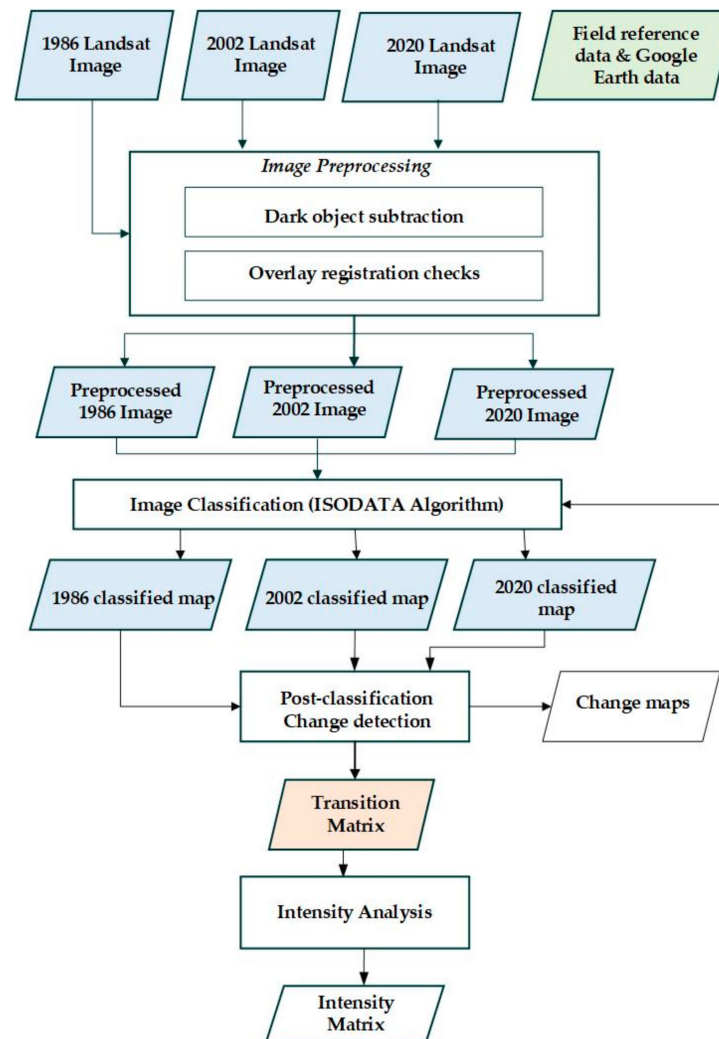 1986 Landsat
Image
2002 Landsat
Image
2020 Landsat
Image
Field reference
data & Google
Earth data
Image Preprocessing
Dark object subtraction
Overlay registration checks
Preprocessed
1986 Image
Preprocessed
2002 Image
Preprocessed
2020 Image
Image Classification (ISODATA Algorithm)
1986 classified map
2002 classified map
2020 classified
map
Post-classification
Change detection
Change maps
Transition
Matrix
Intensity Analysis
Intensity
Matrix